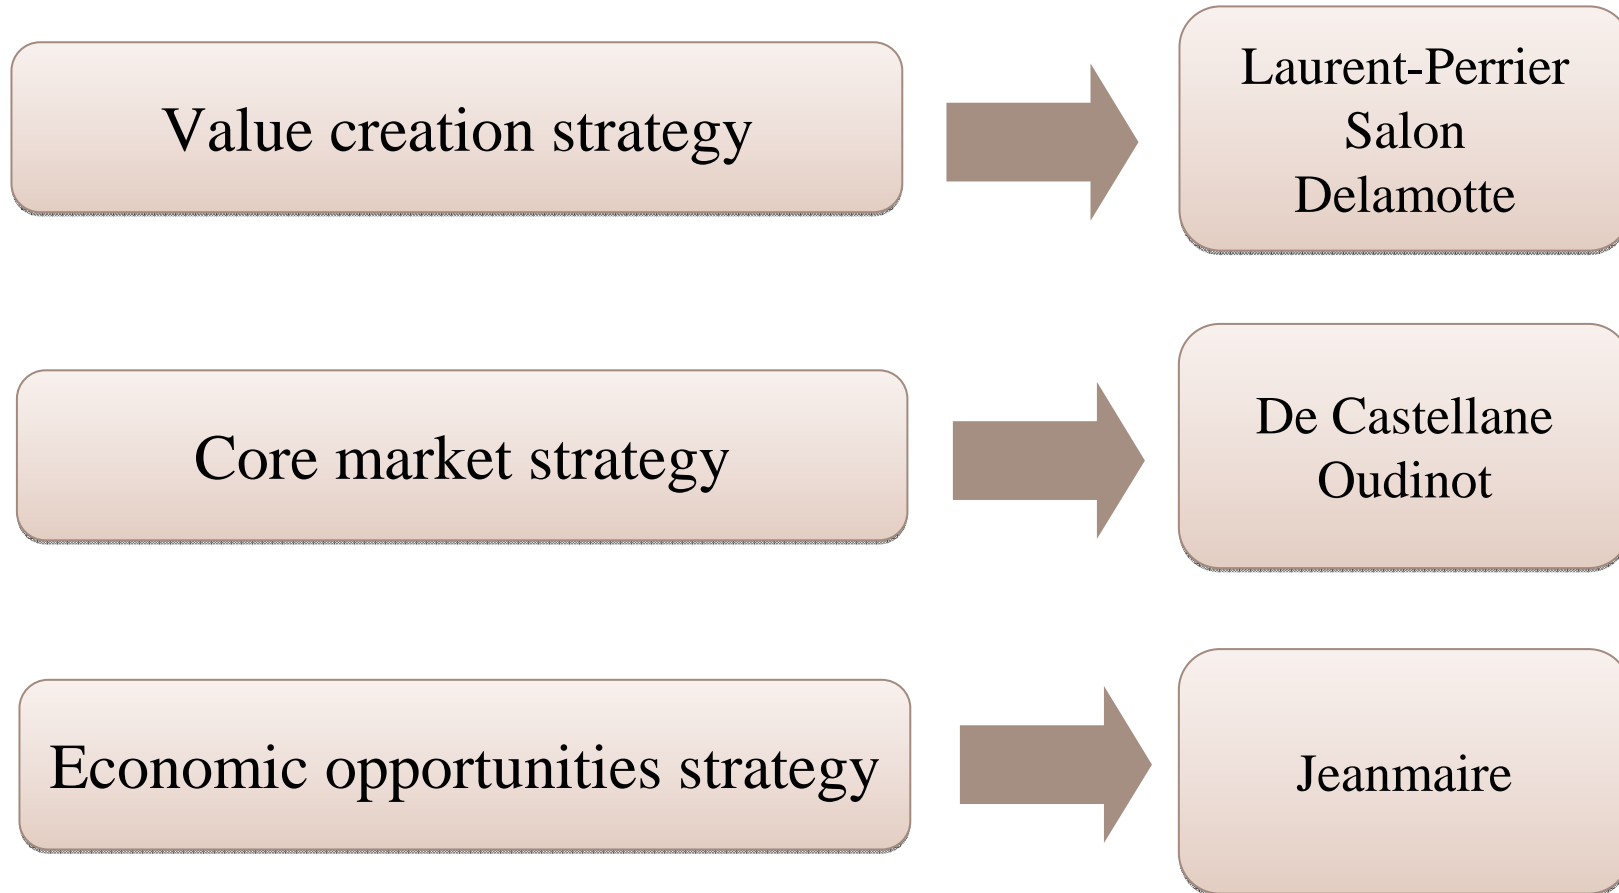 Value creation strategy
Laurent-Perrier
Salon
Delamotte
Core market strategy
De Castellane
Oudinot
Economic opportunities strategy
Jeanmaire